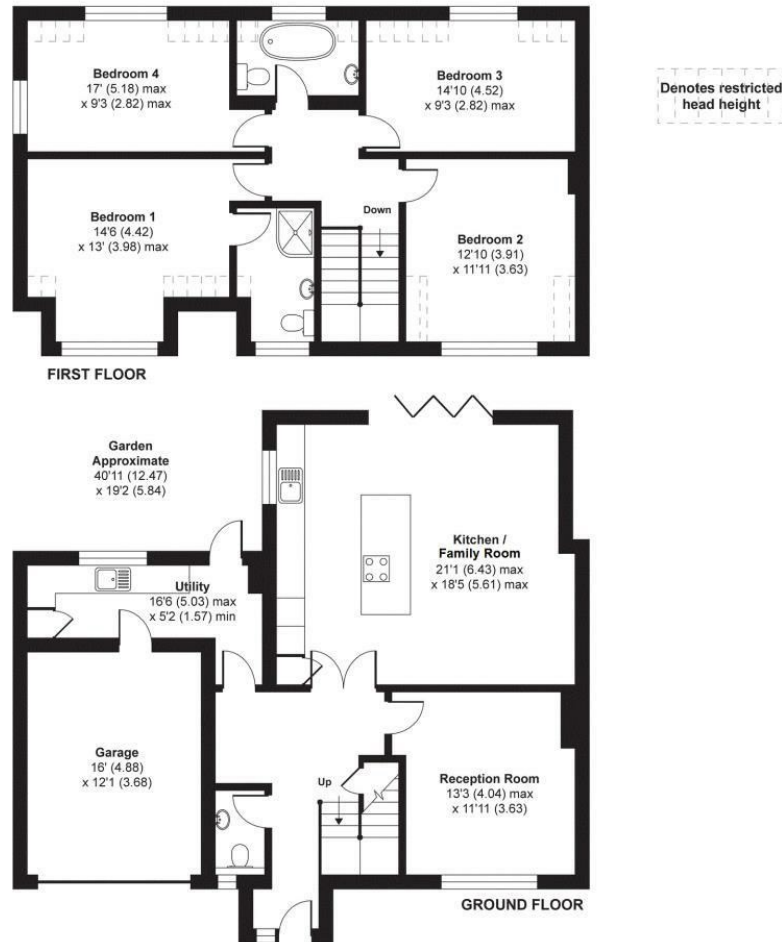 Bedroom 4
17' (5.18) max
x 9'3 (2.82) max
Bedroom 3
14'10 (4.52)
x 9'3 (2.82) max
Denotes restricted
head height
Bedroom 1
14'6 (4.42)
x 13' (3.98) max
Down
Bedroom 2
12'10 (3.91)
x 11'11 (3.63)
FIRST FLOOR
Garden
Approximate
40'11 (12.47)
x 19'2 (5.84)
Kitchen /
Family Room
21'1 (6.43) max
x 18'5 (5.61) max
Utility
16'6 (5.03) max
x 5'2 (1.57) min
Garage
16' (4.88)
x 12'1 (3.68)
Up
Reception Room
13'3 (4.04) max
x 11'11 (3.63)
GROUND FLOOR